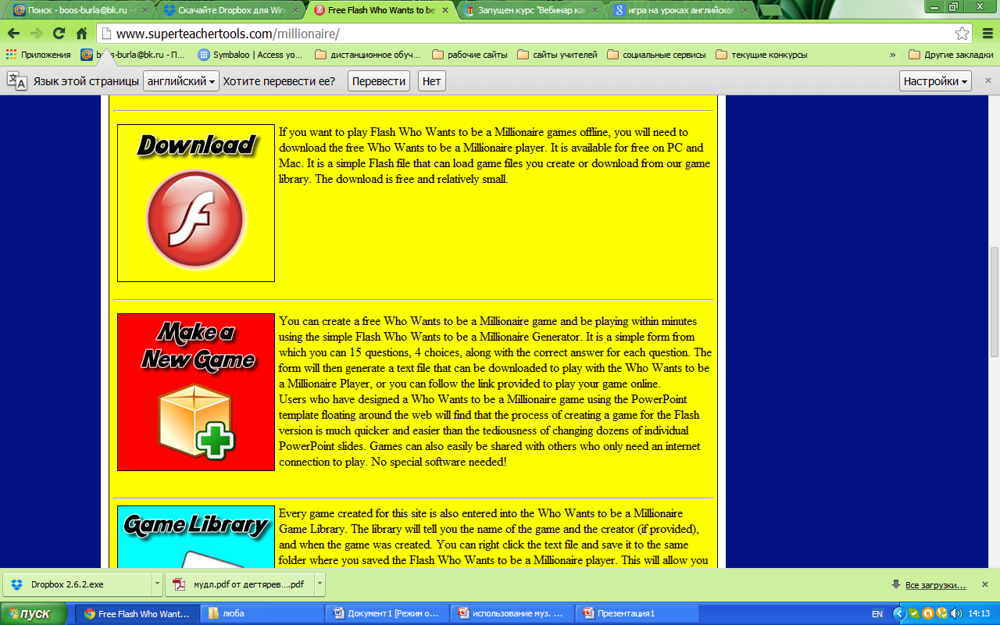 Поиск - boos-burla@bk.ru -
Скачайте Dropbox для Win
Free Flash Who Wants to be
Запущен курс "Вебинар ка
игра на уроках английског
www.superteachertools.com/millionaire/
Приложения
boos-burla@bk.ru - П...
Symbaloo | Access yo...
дистанционное обуч...
рабочие сайты
сайты учителей
социальные сервисы
текущие конкурсы
»
Другие закладки
Язык этой страницы
английский
Хотите перевести ее?
Перевести
Нет
Настройки
Download
If you want to play Flash Who Wants to be a Millionaire games offline, you will need to
download the free Who Wants to be a Millionaire player. It is available for free on PC and
Mac. It is a simple Flash file that can load game files you create or download from our game
library. The download is free and relatively small.
Make a
New Game
You can create a free Who Wants to be a Millionaire game and be playing within minutes
using the simple Flash Who Wants to be a Millionaire Generator. It is a simple form from
which you can 15 questions, 4 choices, along with the correct answer for each question. The
form will then generate a text file that can be downloaded to play with the Who Wants to be
a Millionaire Player, or you can follow the link provided to play your game online.
Users who have designed a Who Wants to be a Millionaire game using the PowerPoint
template floating around the web will find that the process of creating a game for the Flash
version is much quicker and easier than the tediousness of changing dozens of individual
PowerPoint slides. Games can also easily be shared with others who only need an internet
connection to play. No special software needed!
Game Library
Every game created for this site is also entered into the Who Wants to be a Millionaire
Game Library. The library will tell you the name of the game and the creator (if provided),
and when the game was created. You can right click the text file and save it to the same
folder where you saved the Flash Who Wants to be a Millionaire player. This will allow you
Dropbox 2.6.2.exe
мудл.pdf от дегтярев....pdf
Все загрузки...
пуск
Free Flash Who Want...
люба
Документ1 [Режим о...
использование муз. ...
Презентация1
EN
14:13